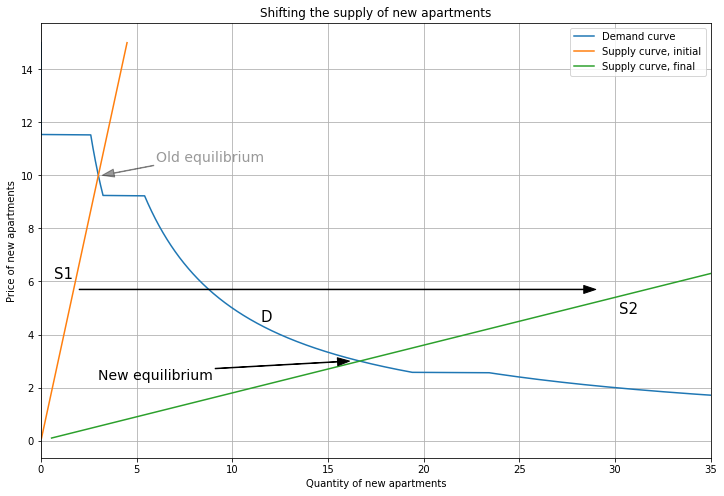 Shifting the supply of new apartments
Demand curve
Supply curve, initial
Supply curve, final
Price of new apartments
14
12
10
8
6
4
2
0
Old equilibrium
S1
S2
D
New equilibrium
0 5 10 15 20 25 30 35
Quantity of new apartments